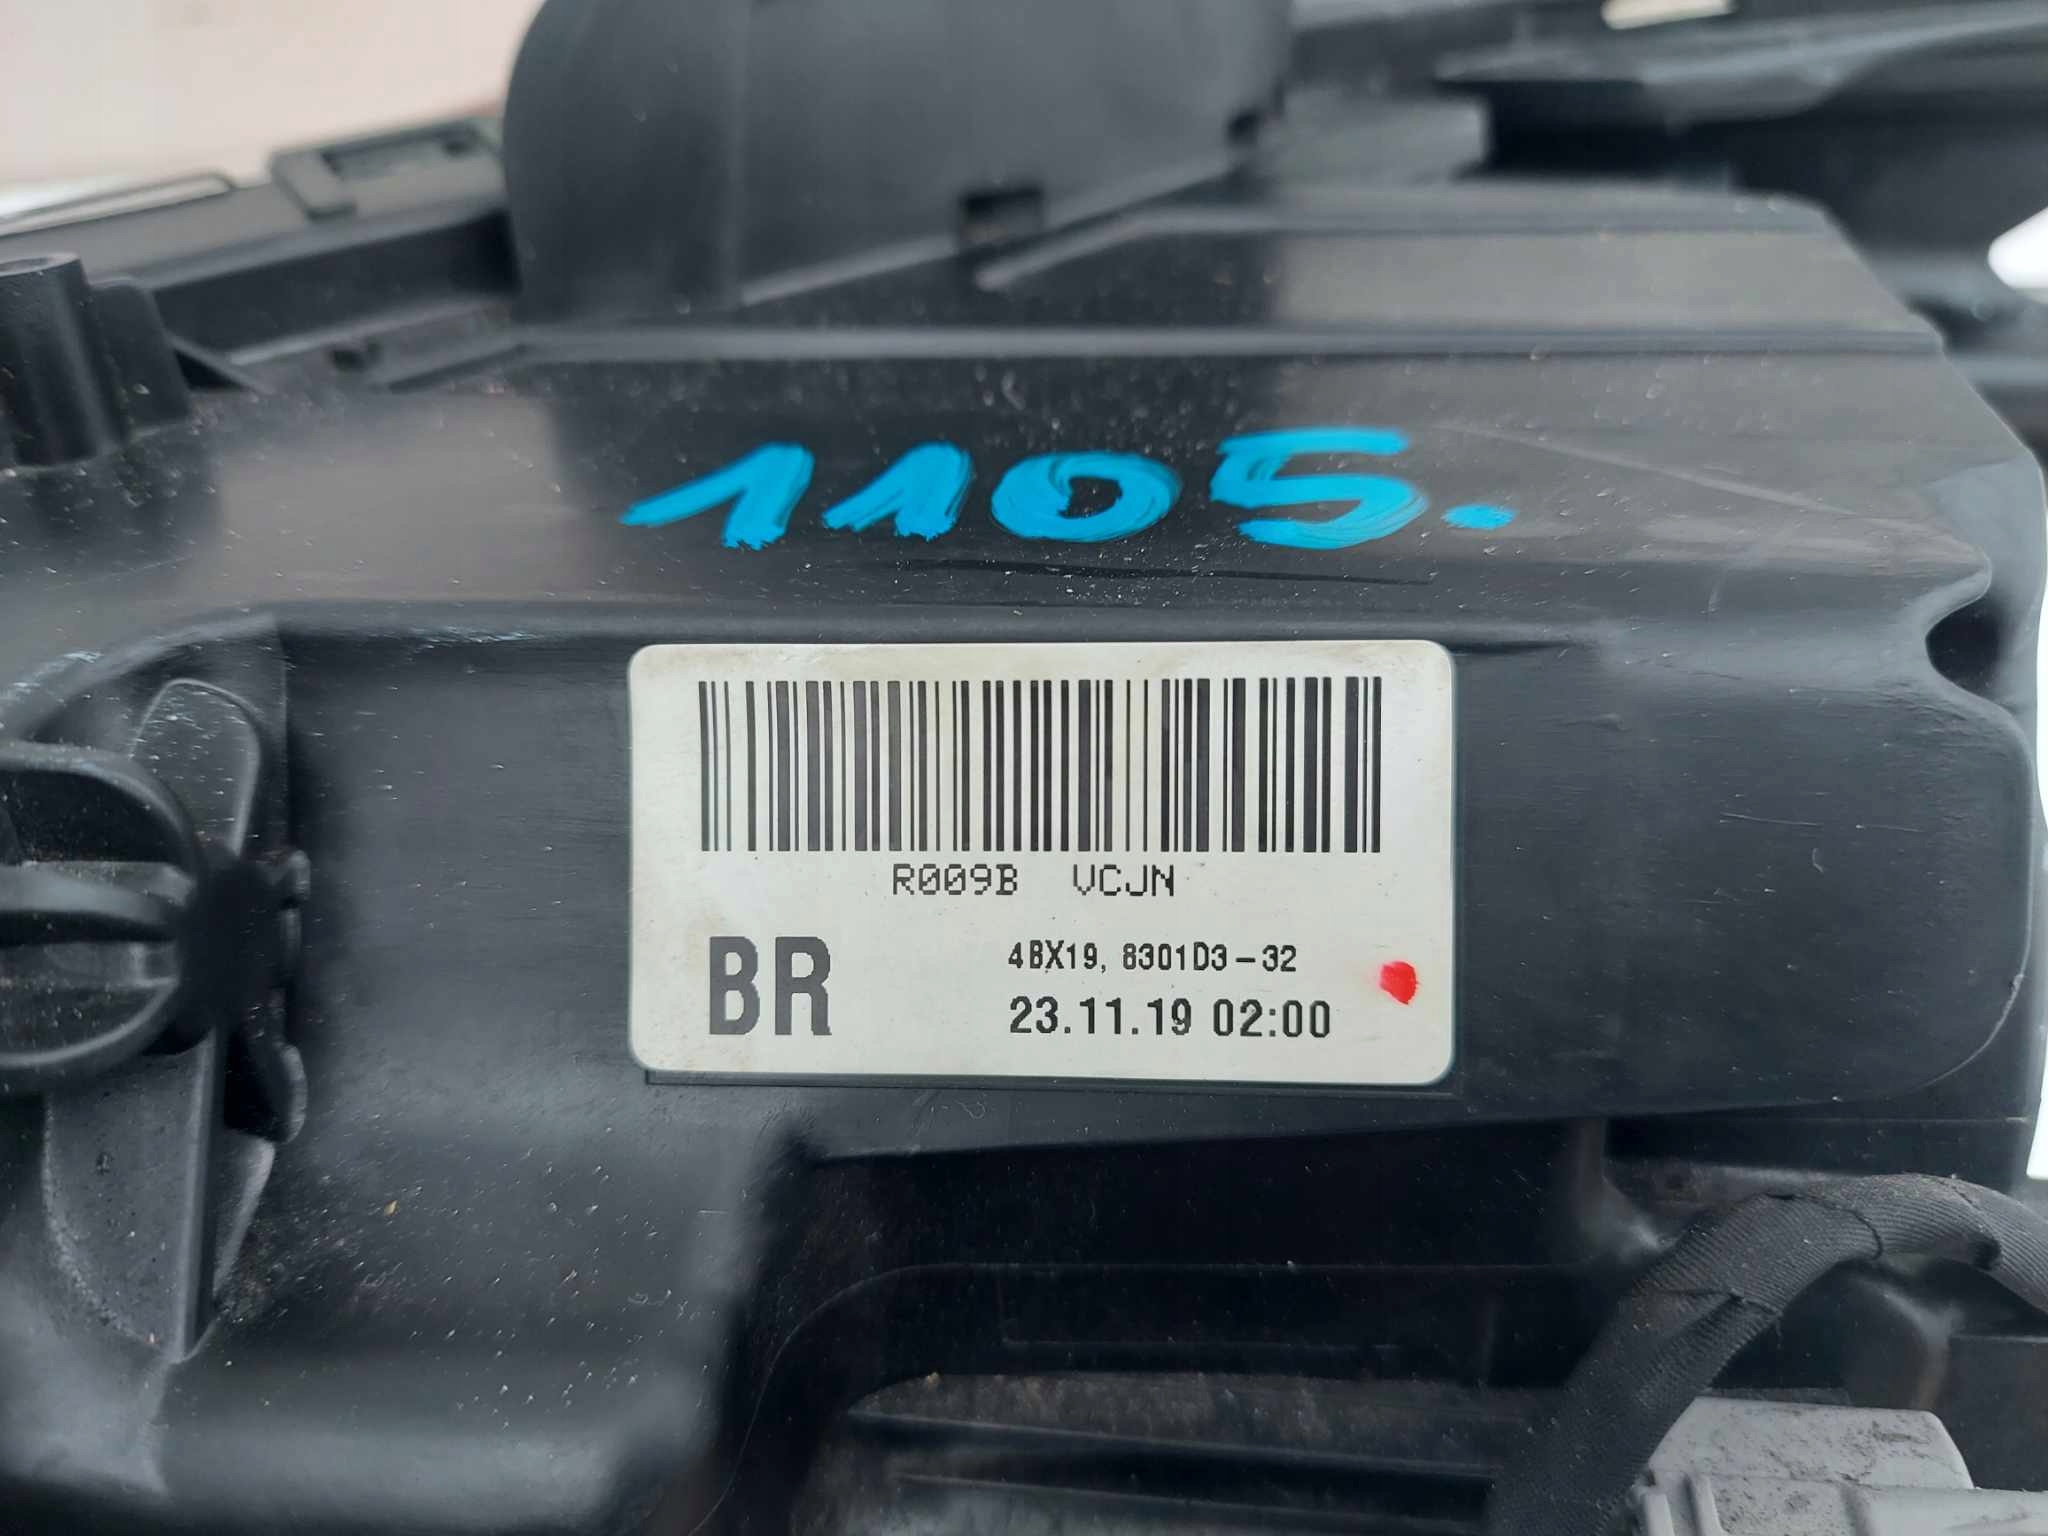 1105.
R009B VCJN
BR
4BX19, 8301D3-32
23.11.19 02:00